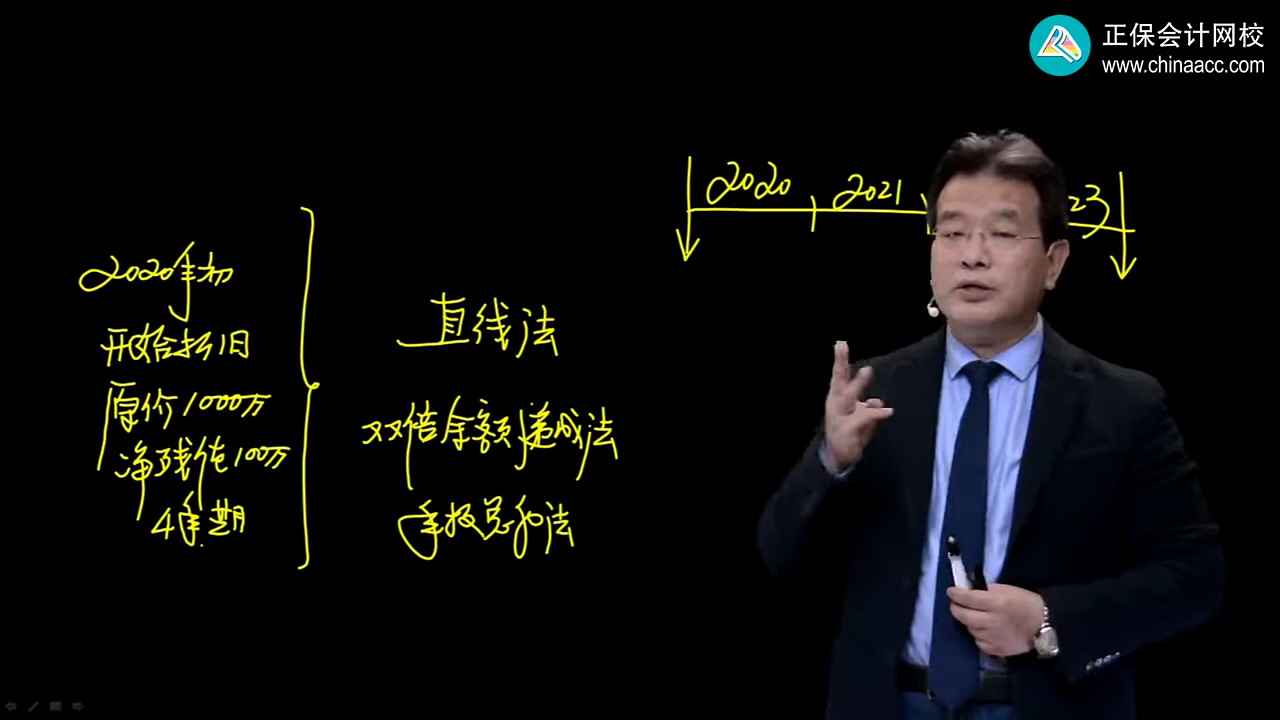 正保会计网校
www.chinaacc.com
2020 2021 23
2020年初
开始折旧
原价1000万
净残值100万
4年期
直线法
双倍余额递减法
年数总和法